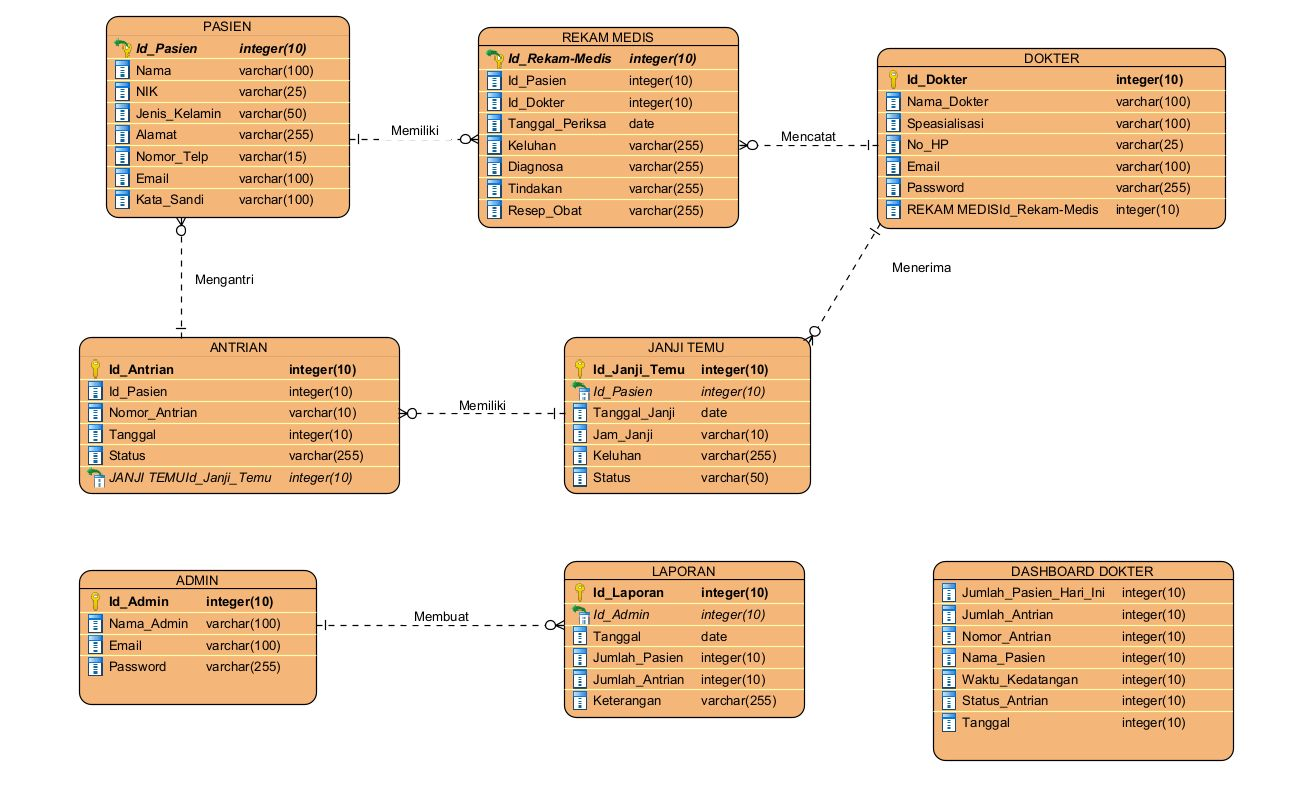 PASIEN
Id_Pasien integer(10)
Nama varchar(100)
NIK varchar(25)
Jenis_Kelamin varchar(50)
Alamat varchar(255)
Nomor_Telp varchar(15)
Email varchar(100)
Kata_Sandi varchar(100)
Memiliki
REKAM MEDIS
Id_Rekam-Medis integer(10)
Id_Pasien integer(10)
Id_Dokter integer(10)
Tanggal_Periksa date
Keluhan varchar(255)
Diagnosa varchar(255)
Tindakan varchar(255)
Resep_Obat varchar(255)
Mencatat
DOKTER
Id_Dokter integer(10)
Nama_Dokter varchar(100)
Speasialisasi varchar(100)
No_HP varchar(25)
Email varchar(100)
Password varchar(255)
REKAM MEDISId_Rekam-Medis integer(10)
Mengantri
Menerima
ANTRIAN
Id_Antrian integer(10)
Id_Pasien integer(10)
Nomor_Antrian varchar(10)
Tanggal integer(10)
Status varchar(255)
JANJI TEMUId_Janji_Temu integer(10)
Memiliki
JANJI TEMU
Id_Janji_Temu integer(10)
Id_Pasien integer(10)
Tanggal_Janji date
Jam_Janji varchar(10)
Keluhan varchar(255)
Status varchar(50)
ADMIN
Id_Admin integer(10)
Nama_Admin varchar(100)
Email varchar(100)
Password varchar(255)
Membuat
LAPORAN
Id_Laporan integer(10)
Id_Admin integer(10)
Tanggal date
Jumlah_Pasien integer(10)
Jumlah_Antrian integer(10)
Keterangan varchar(255)
DASHBOARD DOKTER
Jumlah_Pasien_Hari_Ini integer(10)
Jumlah_Antrian integer(10)
Nomor_Antrian integer(10)
Nama_Pasien integer(10)
Waktu_Kedatangan integer(10)
Status_Antrian integer(10)
Tanggal integer(10)